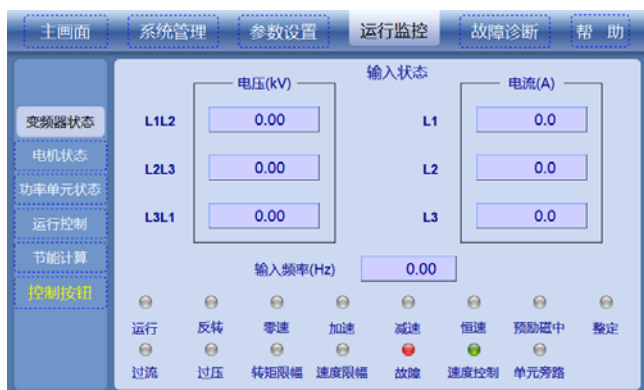 主画面 系统管理 参数设置 运行监控 故障诊断 帮 助
输入状态
电压(kV) 电流(A)
变频器状态 L1L2 0.00 L1 0.0
电机状态
L2L3 0.00 L2 0.0
功率单元状态
L3L1 0.00 L3 0.0
运行控制
节能计算
输入频率(Hz) 0.00
控制按钮
运行 反转 零速 加速 减速 恒速 预励磁中 整定
过流 过压 转矩限幅 速度限幅 故障 速度控制 单元旁路